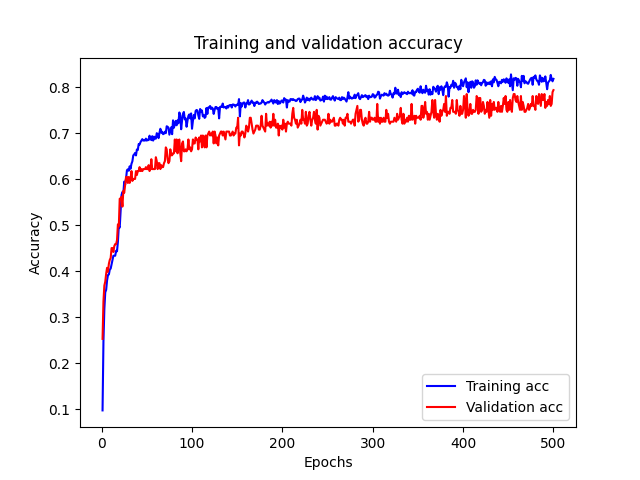 Training and validation accuracy
Accuracy
0.8
0.7
0.6
0.5
0.4
0.3
0.2
0.1
Training acc
Validation acc
0 100 200 300 400 500
Epochs